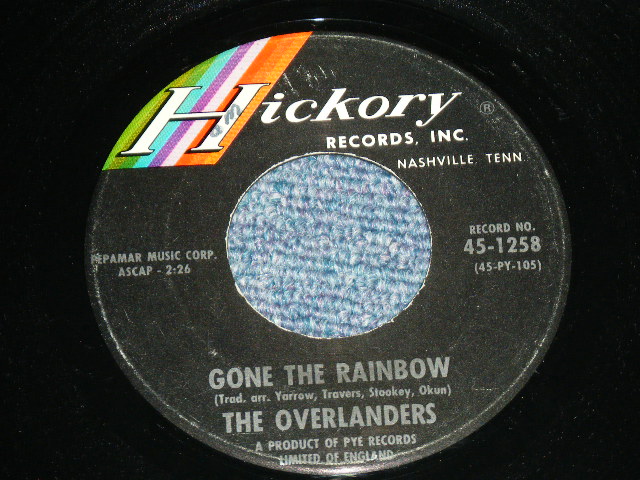 Hickory ®
RECORDS, INC.
NASHVILLE, TENN.
PEPAMAR MUSIC CORP.
ASCAP - 2:26
RECORD NO.
45-1258
(45-PY-105)
GONE THE RAINBOW
(Trad. arr. Yarrow, Travers, Stookey, Okun)
THE OVERLANDERS
A PRODUCT OF PYE RECORDS
LIMITED OF ENGLAND